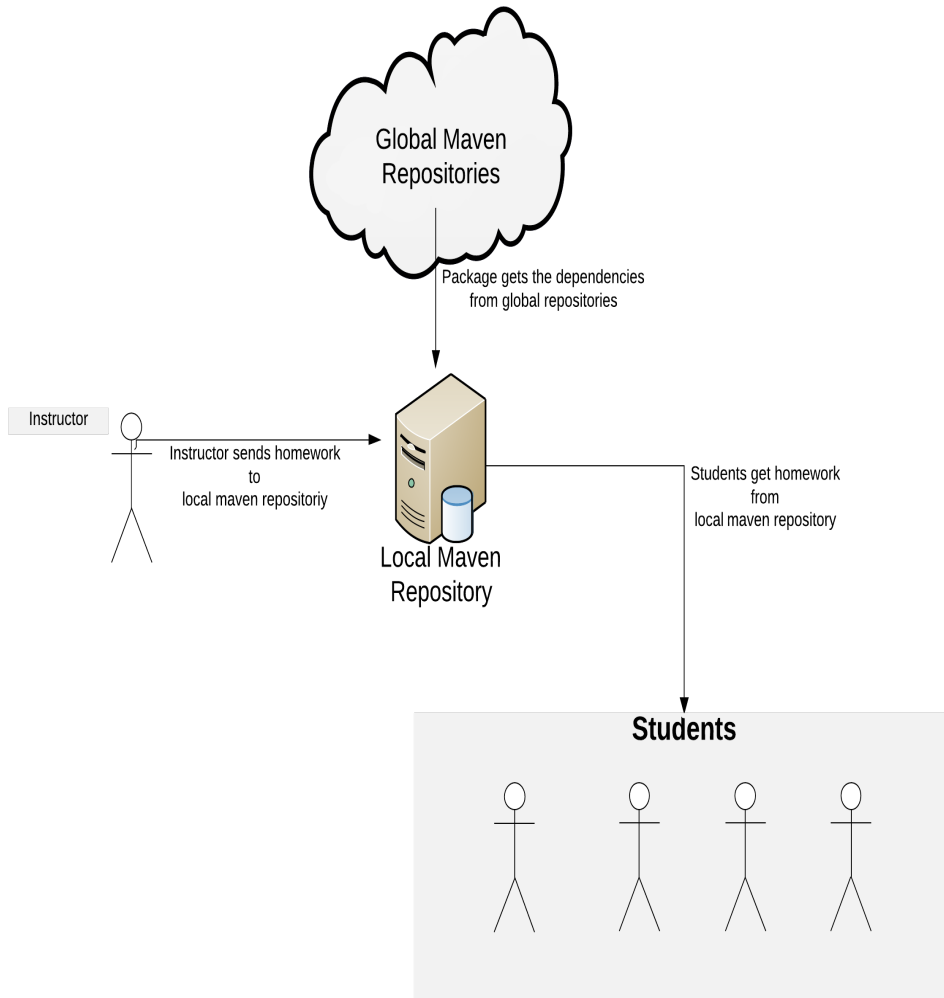 Global Maven
Repositories
Package gets the dependencies
from global repositories
Instructor
Instructor sends homework
to
local maven repositoriy
Local Maven
Repository
Students get homework
from
local maven repository
Students